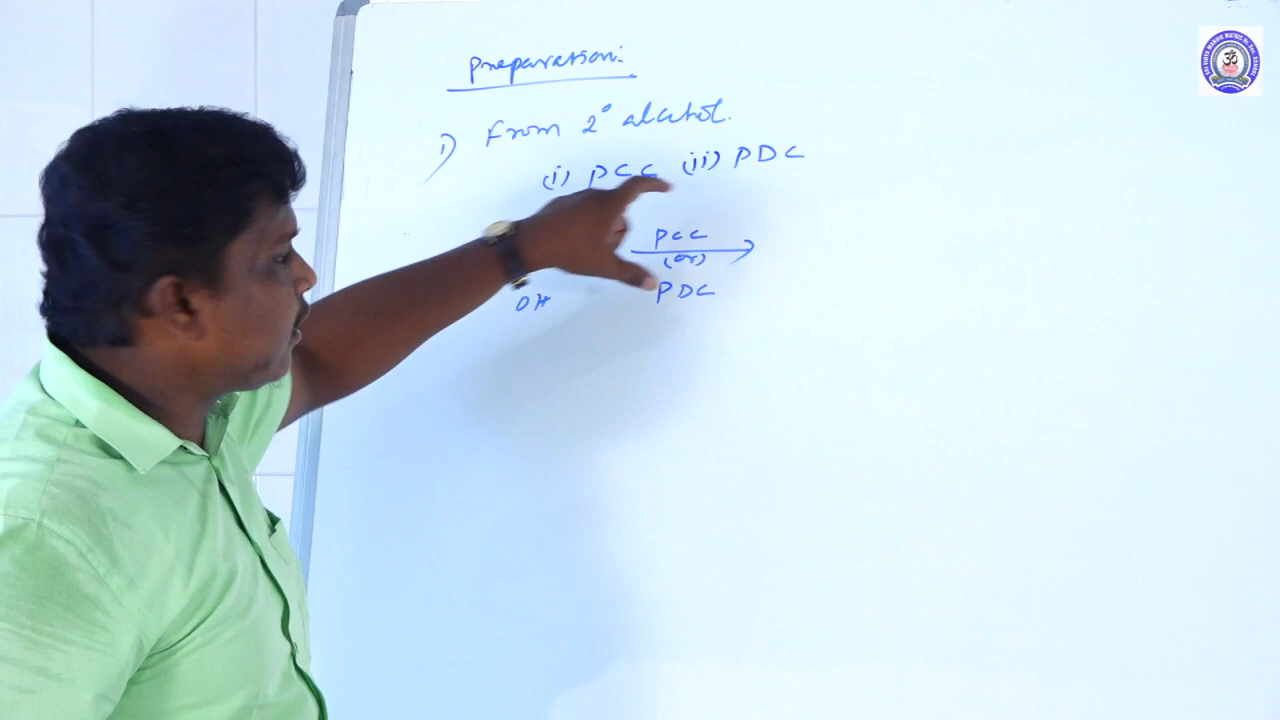 Preparation:
1) From 2° alcohol.
(i) PCC (ii) PDC
PCC
(or)
OH PDC